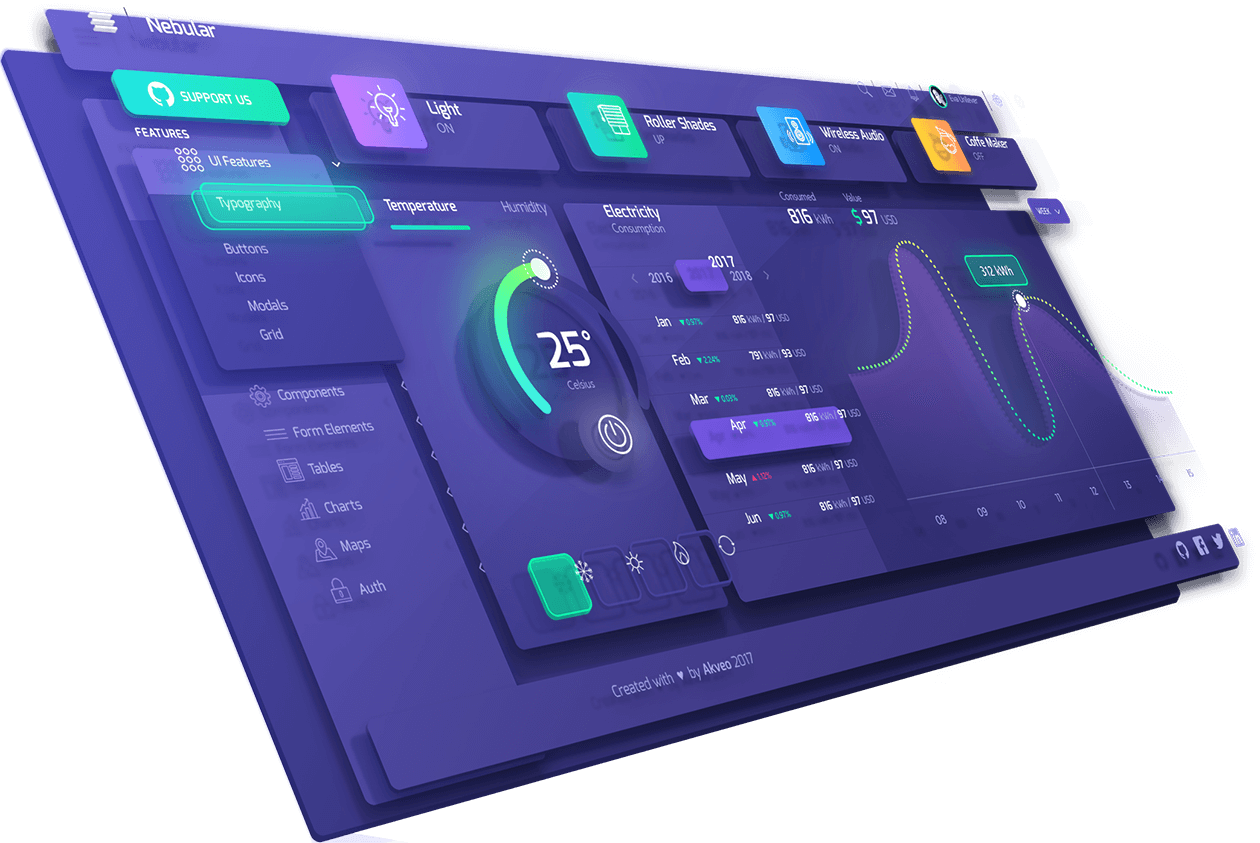 Nebular
Eva Unlever
SUPPORT US
FEATURES
UI Features
Typography
Buttons
Icons
Modals
Grid
Components
Form Elements
Tables
Charts
Maps
Auth
Light
ON
Roller Shades
UP
Wireless Audio
ON
Coffe Maker
OFF
Temperature
Humidity
25°
Celsius
Electricity
Consumption
Consumed
816 kWh
Value
$ 97 USD
WEEK
2016
2017
2018
Jan 0.97% 816 kWh / 97 USD
Feb 2.24% 791 kWh / 93 USD
Mar 816 kWh / 97 USD
Apr 0.97% 816 kWh / 97 USD
May 1.12% 816 kWh / 97 USD
Jun 0.97% 816 kWh / 97 USD
312 kWh
08 09 10 11 12 13 15
Created with ♥ by Akveo 2017